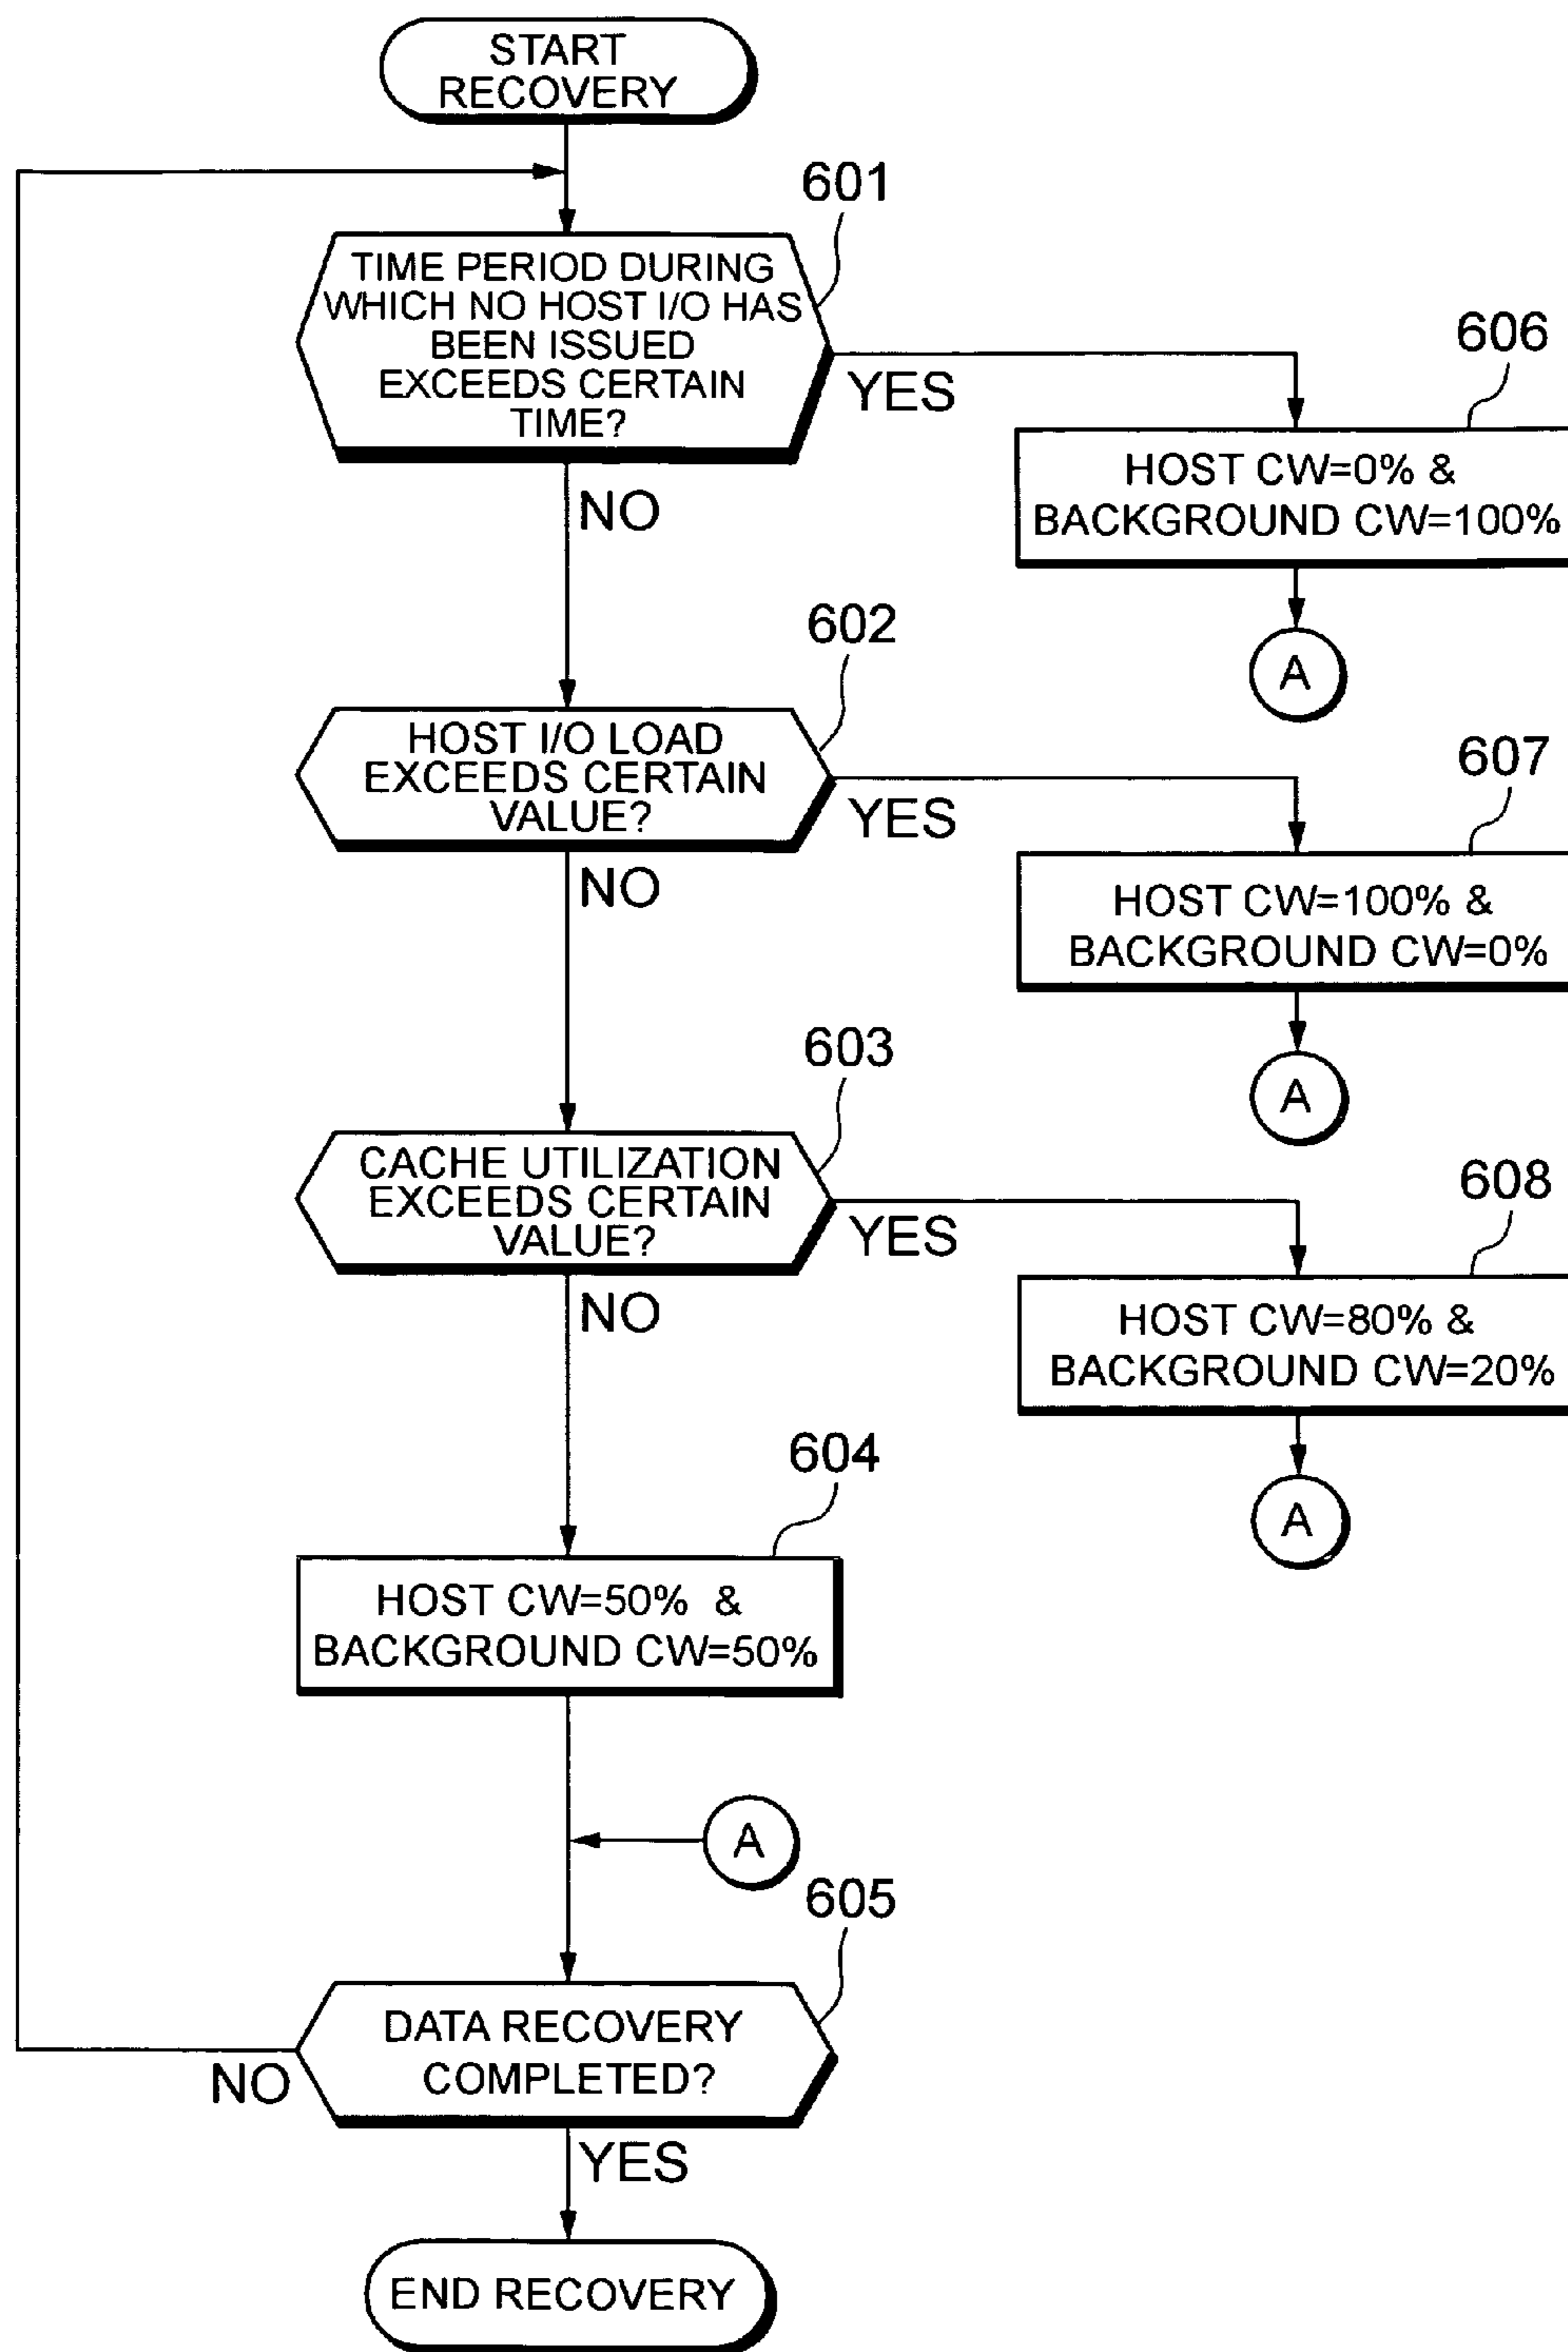 START
RECOVERY
601
TIME PERIOD DURING
WHICH NO HOST I/O HAS
BEEN ISSUED
EXCEEDS CERTAIN
TIME?
YES
606
HOST CW=0% &
BACKGROUND CW=100%
A
NO
602
HOST I/O LOAD
EXCEEDS CERTAIN
VALUE?
YES
607
HOST CW=100% &
BACKGROUND CW=0%
A
NO
603
CACHE UTILIZATION
EXCEEDS CERTAIN
VALUE?
YES
608
HOST CW=80% &
BACKGROUND CW=20%
A
NO
604
HOST CW=50% &
BACKGROUND CW=50%
A
605
DATA RECOVERY
COMPLETED?
NO
YES
END RECOVERY